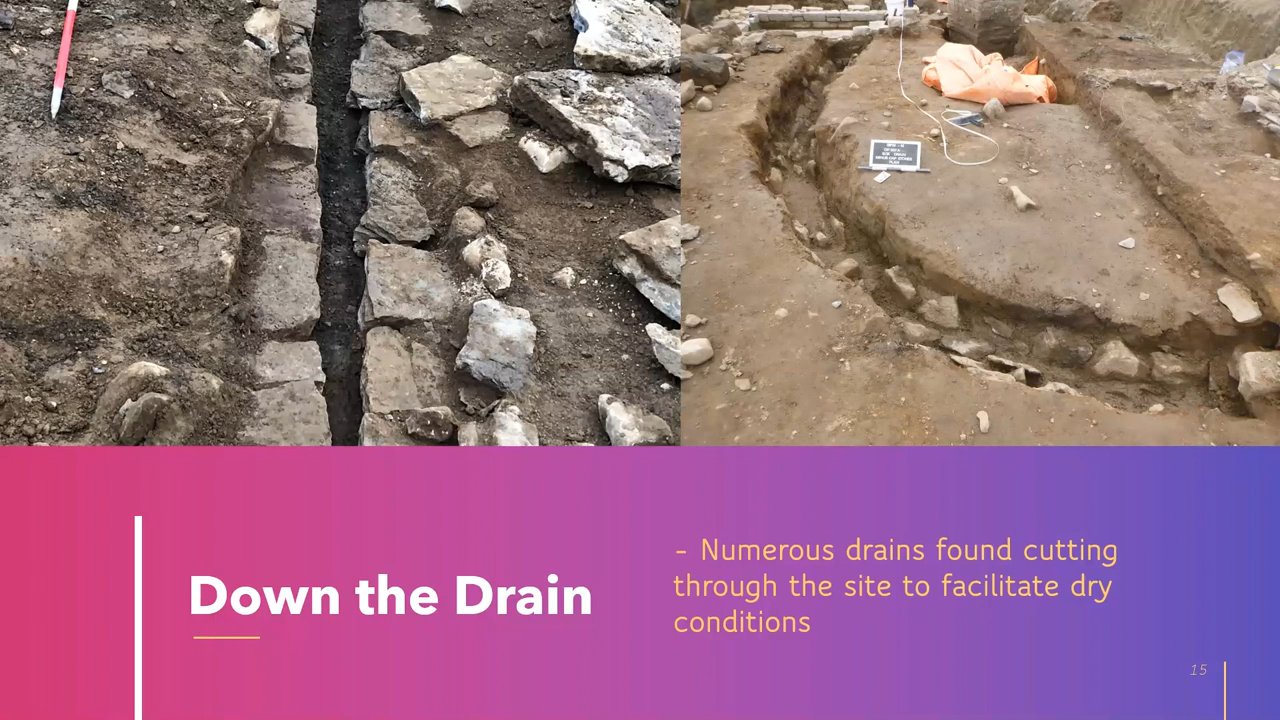 Down the Drain
- Numerous drains found cutting
through the site to facilitate dry
conditions
15